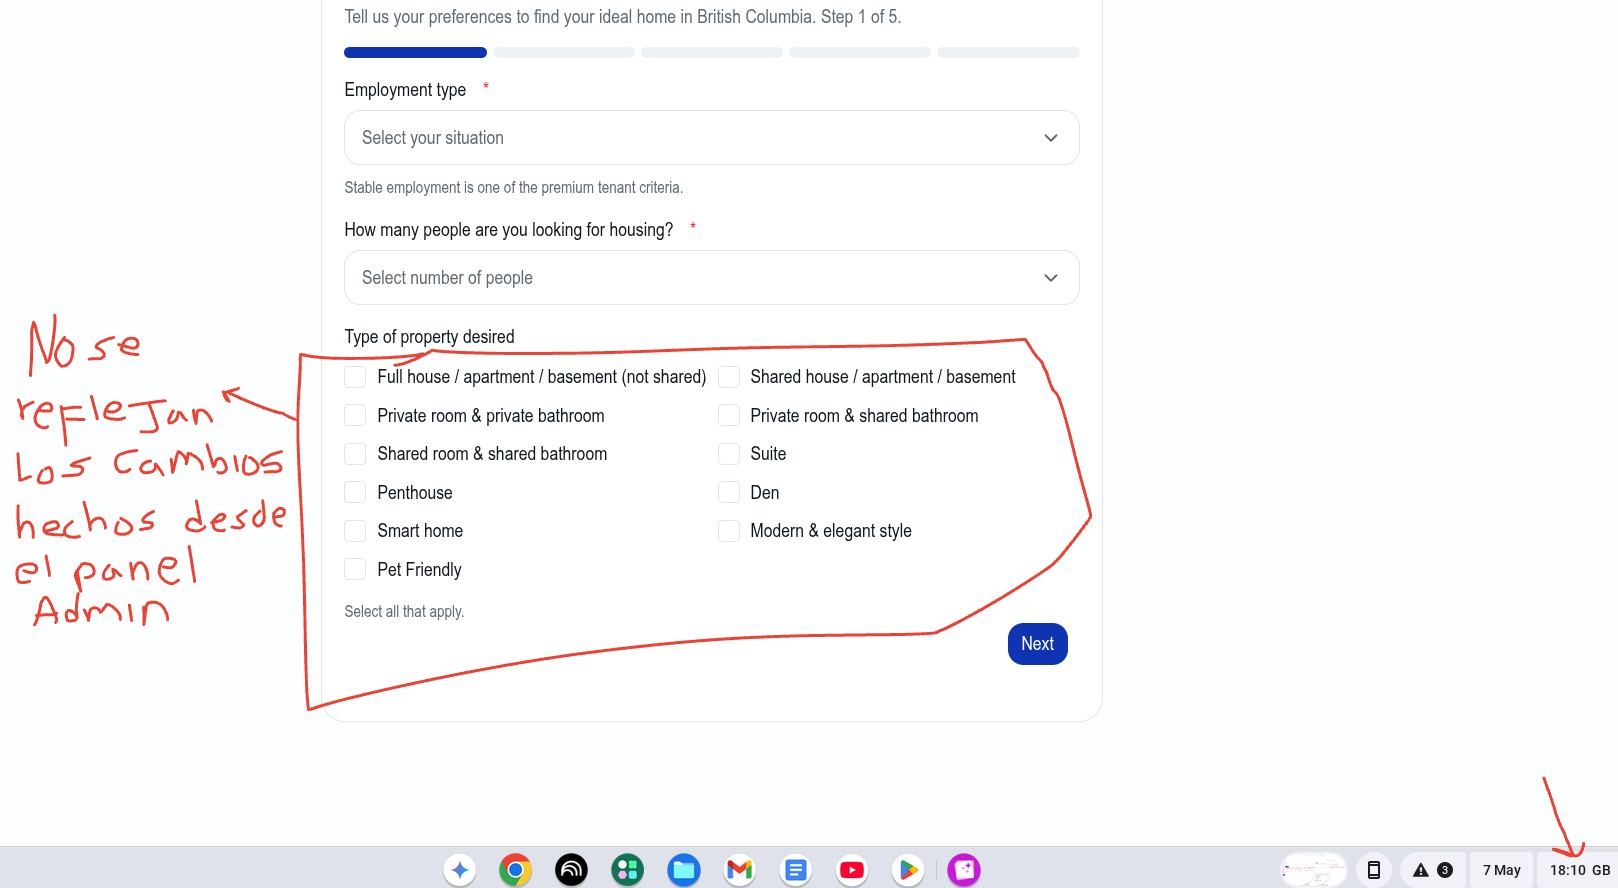 Tell us your preferences to find your ideal home in British Columbia. Step 1 of 5.
Employment type *
Select your situation
Stable employment is one of the premium tenant criteria.
How many people are you looking for housing? *
Select number of people
Type of property desired
Full house / apartment / basement (not shared) Shared house / apartment / basement
Private room & private bathroom Private room & shared bathroom
Shared room & shared bathroom Suite
Penthouse Den
Smart home Modern & elegant style
Pet Friendly
Select all that apply.
Next
No se
reFleJan
Los Cambios
hechos desde
el panel
Admin
3 7 May 18:10 GB